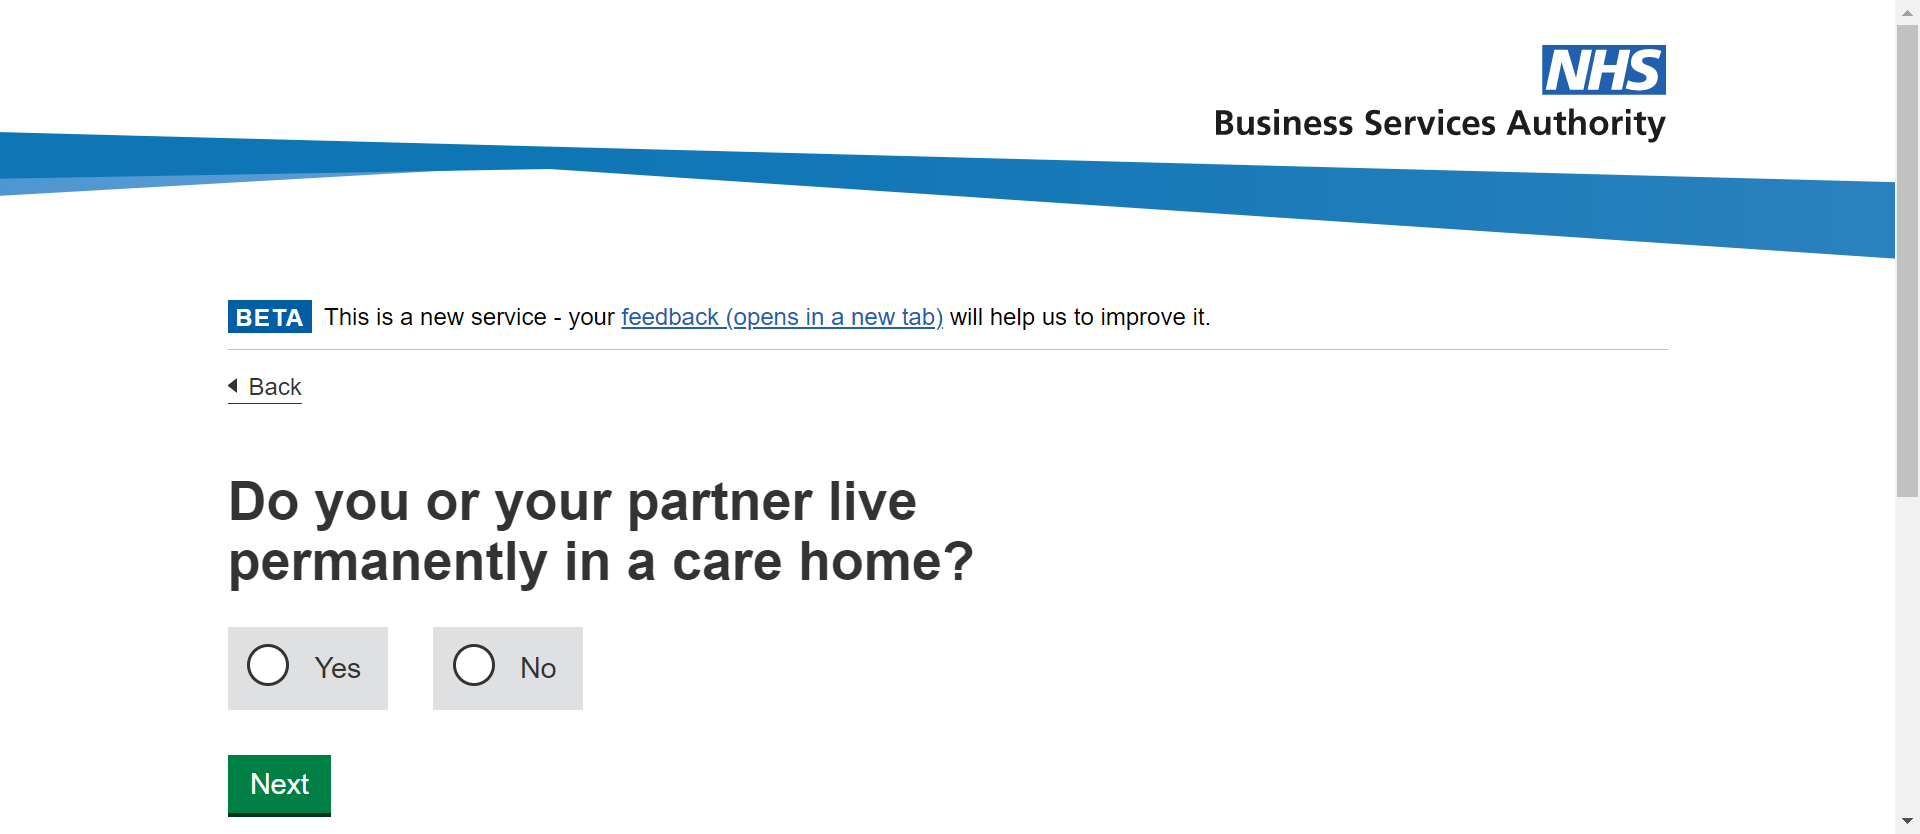 NHS
Business Services Authority
BETA This is a new service - your feedback (opens in a new tab) will help us to improve it.
Back
Do you or your partner live
permanently in a care home?
Yes No
Next